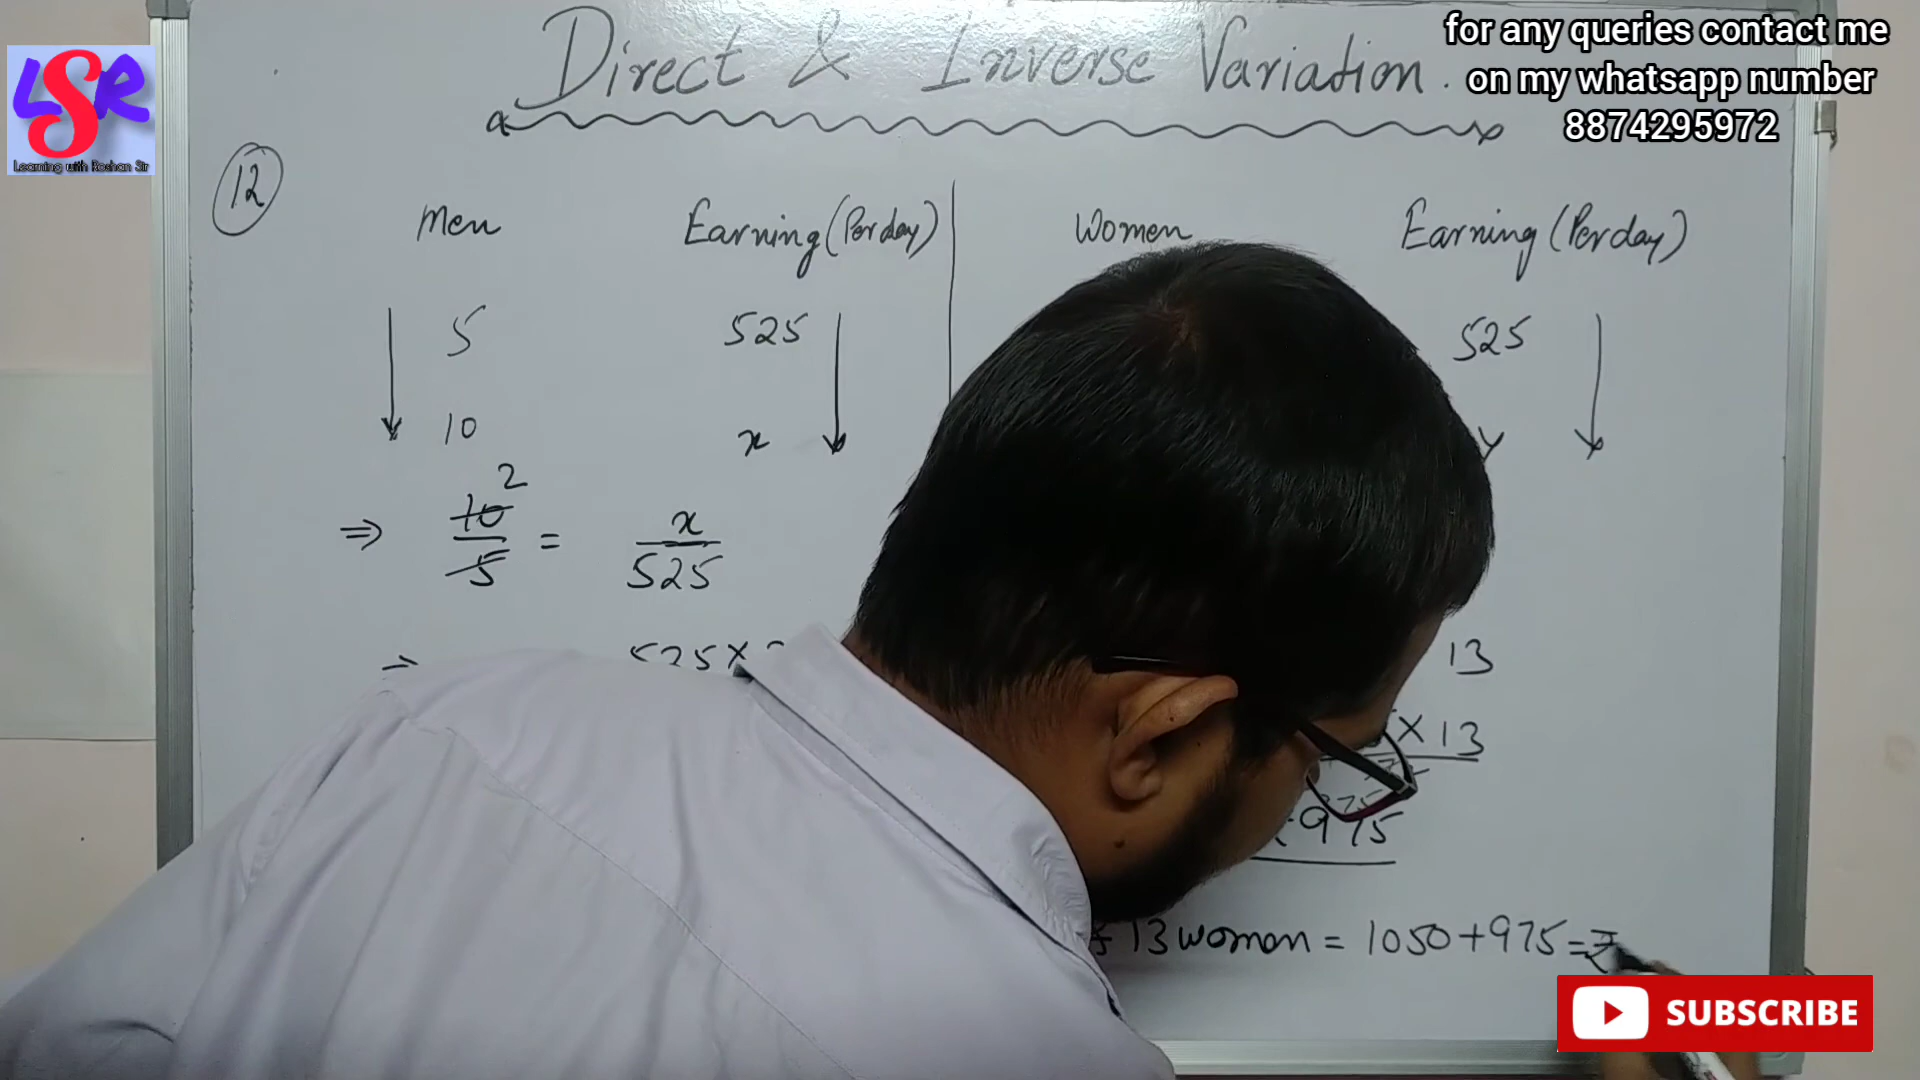 for any queries contact me
on my whatsapp number
8874295972
LSR
Learning with Roshan Sir
Direct & Inverse Variation.
12
Men Earning (Per day) Women Earning (Per day)
5 525 525
10 x y
2
⇒ 10/5 = x/525
525 × 13
× 13
975
13 women = 1050 + 975 = ₹
SUBSCRIBE